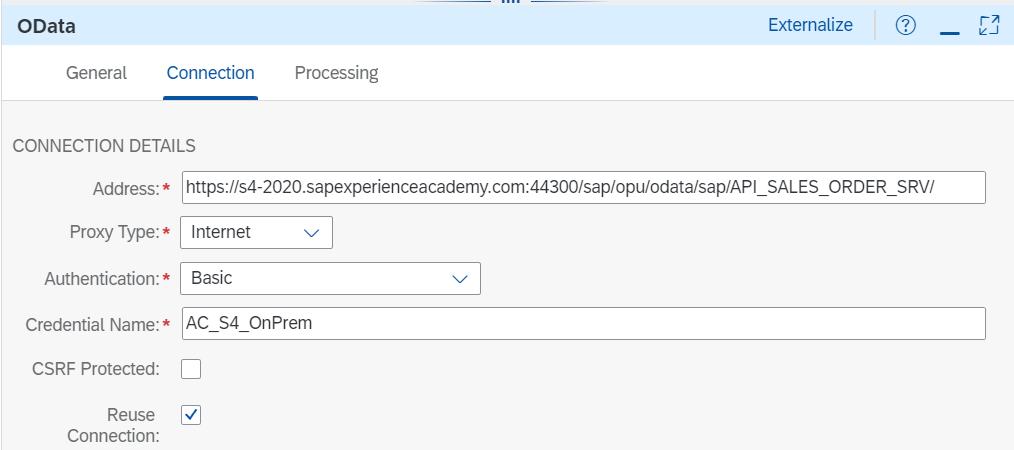 OData
Externalize
General
Connection
Processing
CONNECTION DETAILS
Address:*
https://s4-2020.sapexperienceacademy.com:44300/sap/opu/odata/sap/API_SALES_ORDER_SRV/
Proxy Type:*
Internet
Authentication:*
Basic
Credential Name:*
AC_S4_OnPrem
CSRF Protected:
Reuse
Connection: